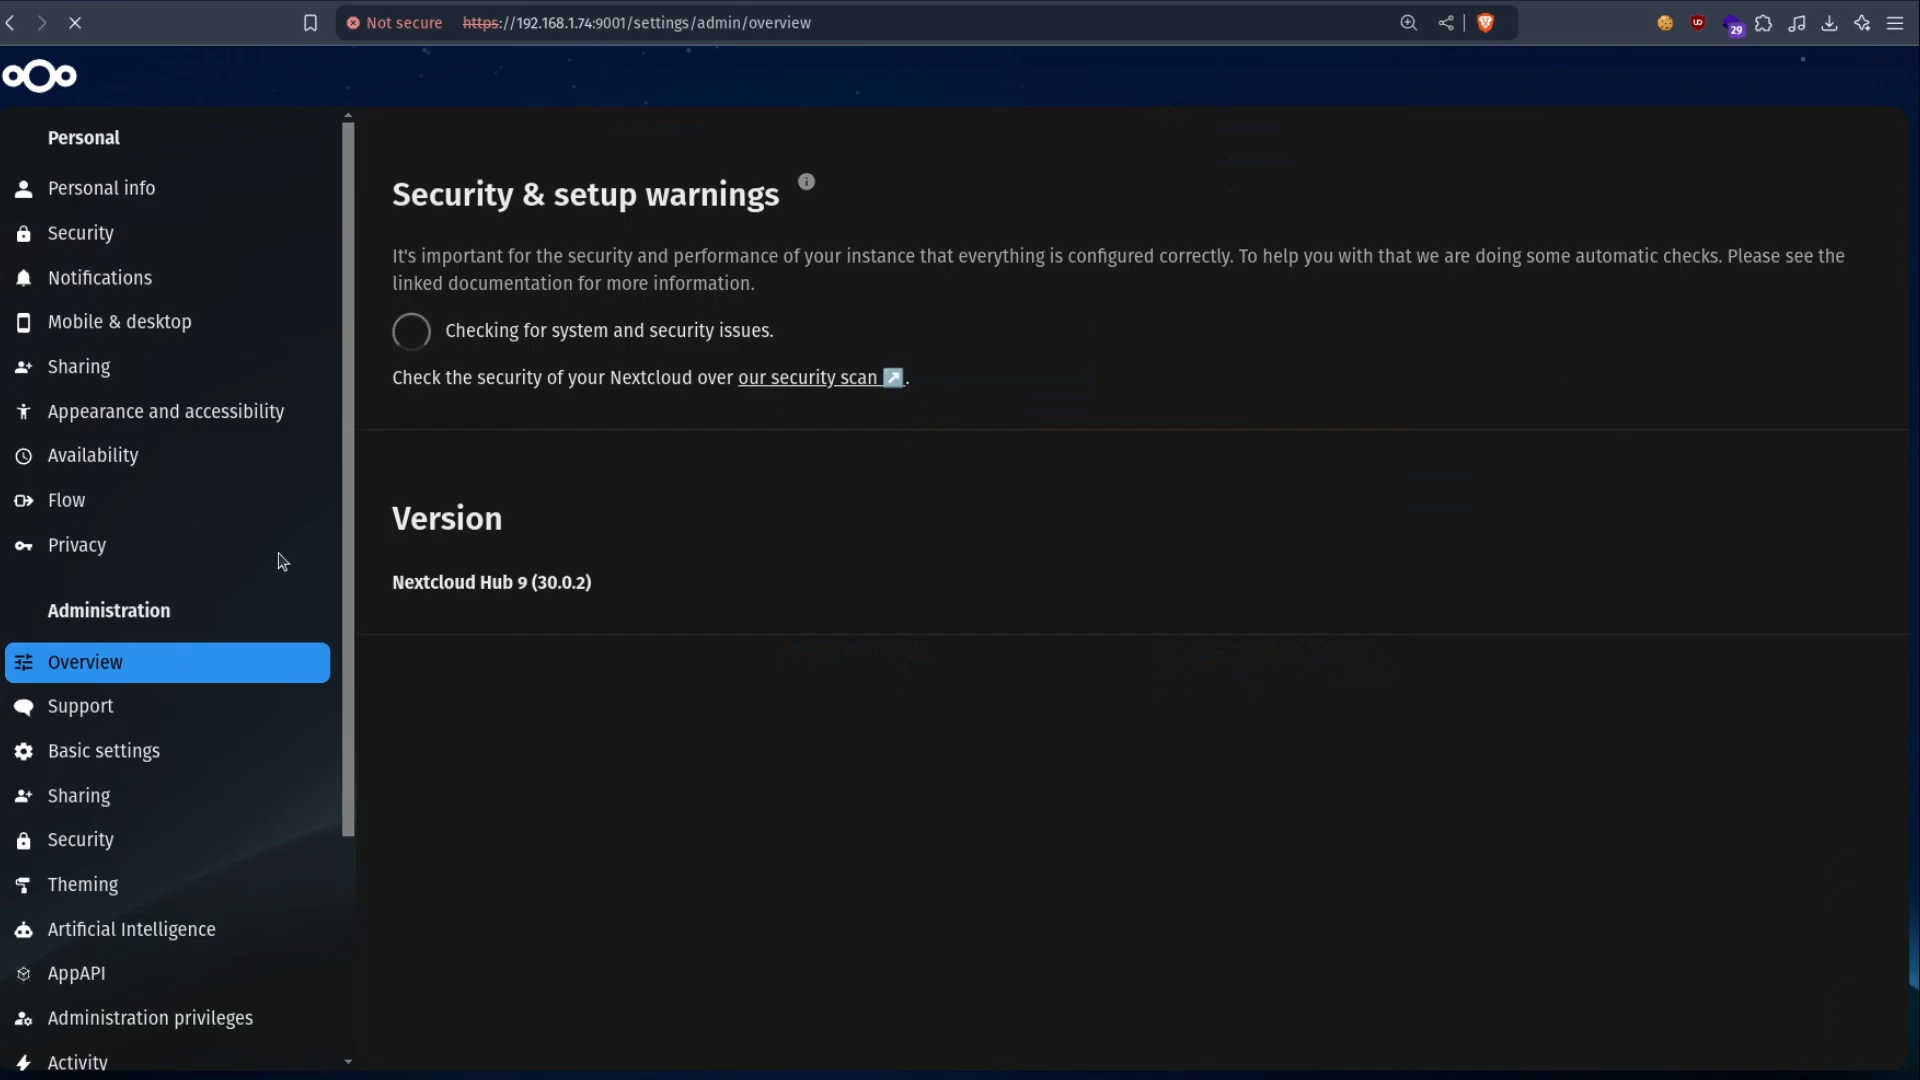 Not secure https://192.168.1.74:9001/settings/admin/overview
UD
29
Personal
Personal info
Security
Notifications
Mobile & desktop
Sharing
Appearance and accessibility
Availability
Flow
Privacy
Administration
Overview
Support
Basic settings
Sharing
Security
Theming
Artificial Intelligence
AppAPI
Administration privileges
Activity
Security & setup warnings
It's important for the security and performance of your instance that everything is configured correctly. To help you with that we are doing some automatic checks. Please see the
linked documentation for more information.
Checking for system and security issues.
Check the security of your Nextcloud over our security scan ↗.
Version
Nextcloud Hub 9 (30.0.2)